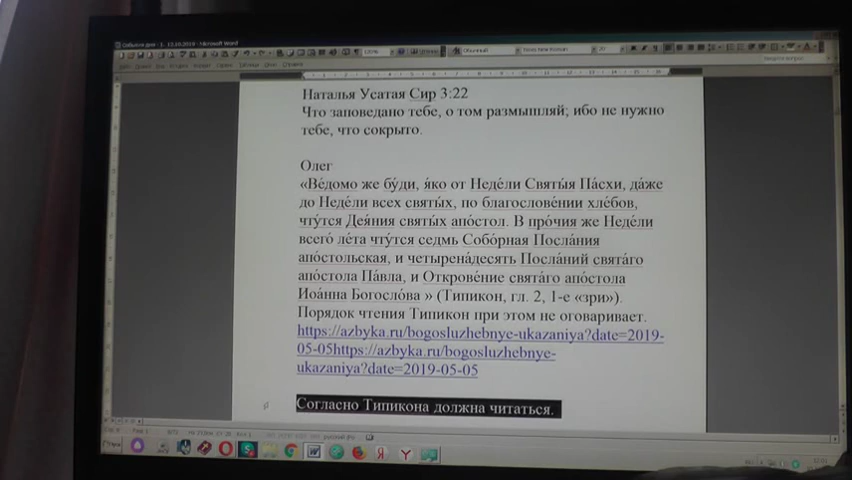 Наталья Усатая Сир 3:22
Что заповедано тебе, о том размышляй; ибо не нужно
тебе, что сокрыто.
Олег
«Ве́домо же бу́ди, я́ко от Неде́ли Святы́я Па́схи, да́же
до Неде́ли всех святы́х, по благослове́нии хле́бов,
чту́тся Дея́ния святы́х апо́стол. В про́чия же Неде́ли
всего́ ле́та чту́тся седмь Собо́рная Посла́ния
апо́стольская, и четырена́десять Посла́ний свята́го
апо́стола Па́вла, и Открове́ние свята́го апо́стола
Иоа́нна Богосло́ва » (Типикон, гл. 2, 1-е «зри»).
Порядок чтения Типикон при этом не оговаривает.
https://azbyka.ru/bogosluzhebnye-ukazaniya?date=2019-
05-05https://azbyka.ru/bogosluzhebnye-
ukazaniya?date=2019-05-05
Согласно Типикона должна читаться.